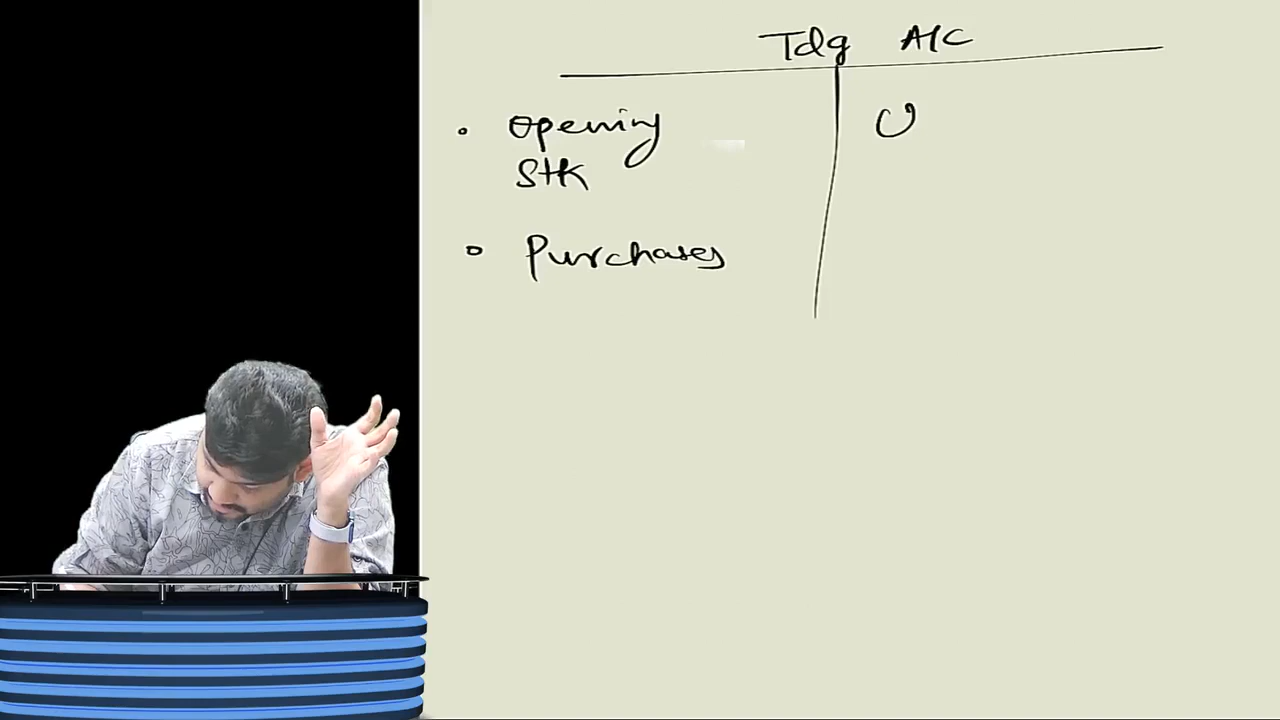 Tdg A/C
• Opening
Stk
• Purchases